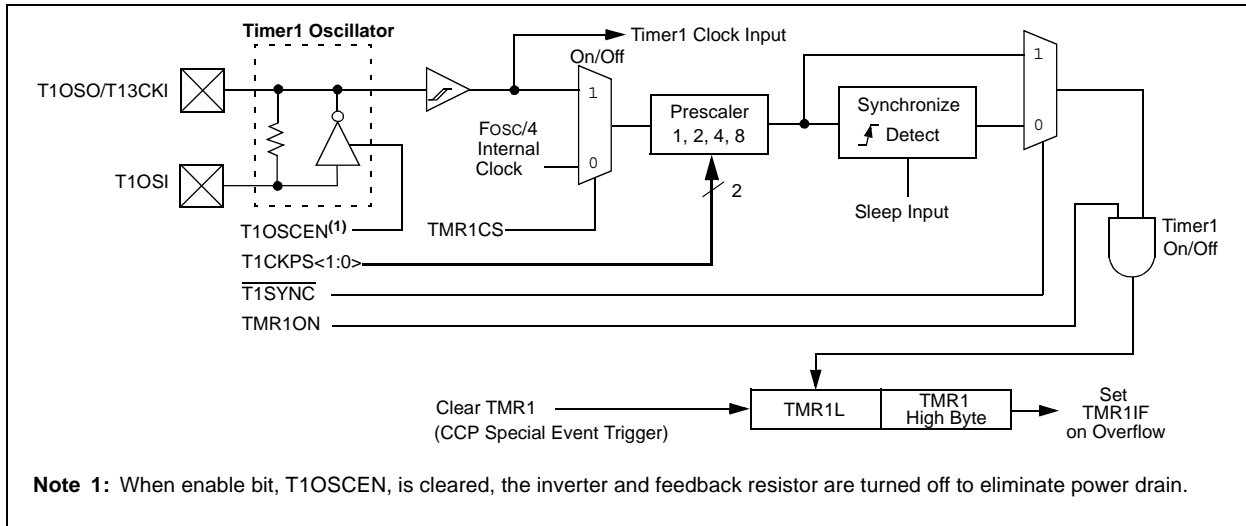 Timer1 Oscillator
Timer1 Clock Input
On/Off
T1OSO/T13CKI
1
1
Prescaler
1, 2, 4, 8
Synchronize
Detect
FOSC/4
Internal
Clock
0
0
T1OSI
2
Sleep Input
T1OSCEN(1)
TMR1CS
Timer1
On/Off
T1CKPS<1:0>
T1SYNC
TMR1ON
Clear TMR1
(CCP Special Event Trigger)
TMR1L
TMR1
High Byte
Set
TMR1IF
on Overflow
Note 1: When enable bit, T1OSCEN, is cleared, the inverter and feedback resistor are turned off to eliminate power drain.